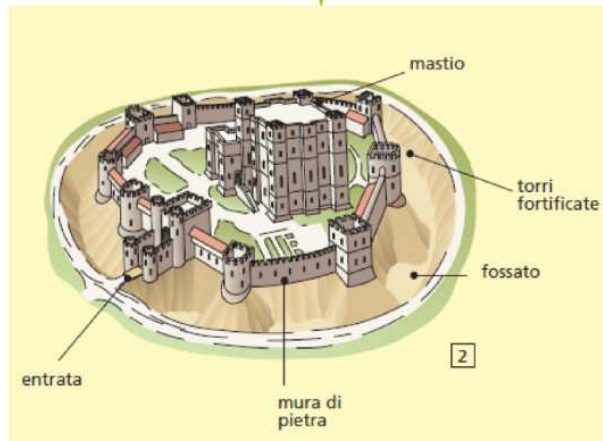 mastio
torri
fortificate
fossato
2
entrata
mura di
pietra